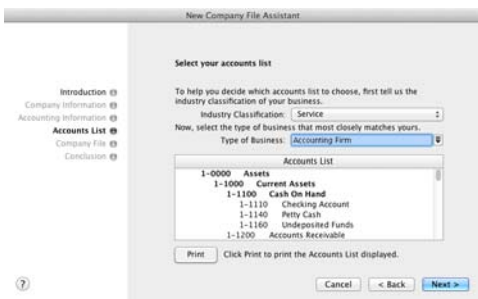 New Company File Assistant
Select your accounts list
Introduction
Company Information
Accounting Information
Accounts List
Company File
Conclusion
To help you decide which accounts list to choose, first tell us the
industry classification of your business.
Industry Classification: Service
Now, select the type of business that most closely matches yours.
Type of Business: Accounting Firm
Accounts List
1-0000 Assets
1-1000 Current Assets
1-1100 Cash On Hand
1-1110 Checking Account
1-1140 Petty Cash
1-1160 Undeposited Funds
1-1200 Accounts Receivable
Print Click Print to print the Accounts List displayed.
? Cancel < Back Next >